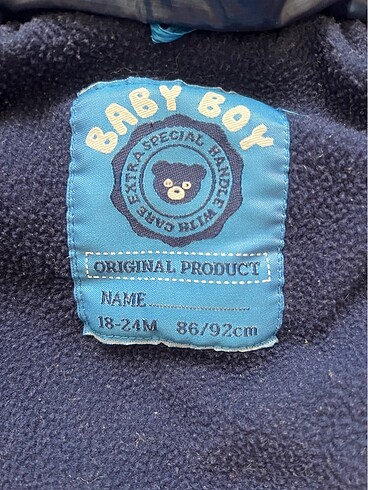 BABY BOY
EXTRA SPECIAL HANDLE WITH CARE
ORIGINAL PRODUCT
NAME
18-24M 86/92cm